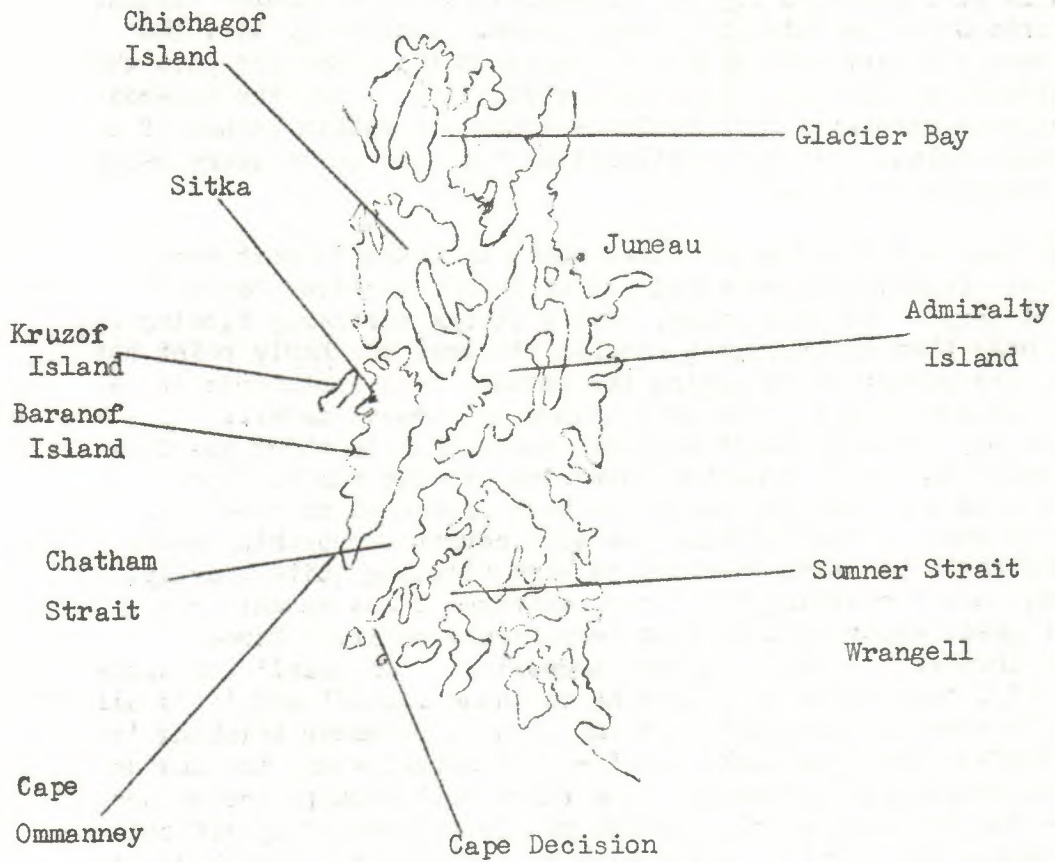 Chichagof
Island
Glacier Bay
Sitka
Juneau
Kruzof
Island
Admiralty
Island
Baranof
Island
Chatham
Strait
Sumner Strait
Wrangell
Cape
Ommanney
Cape Decision